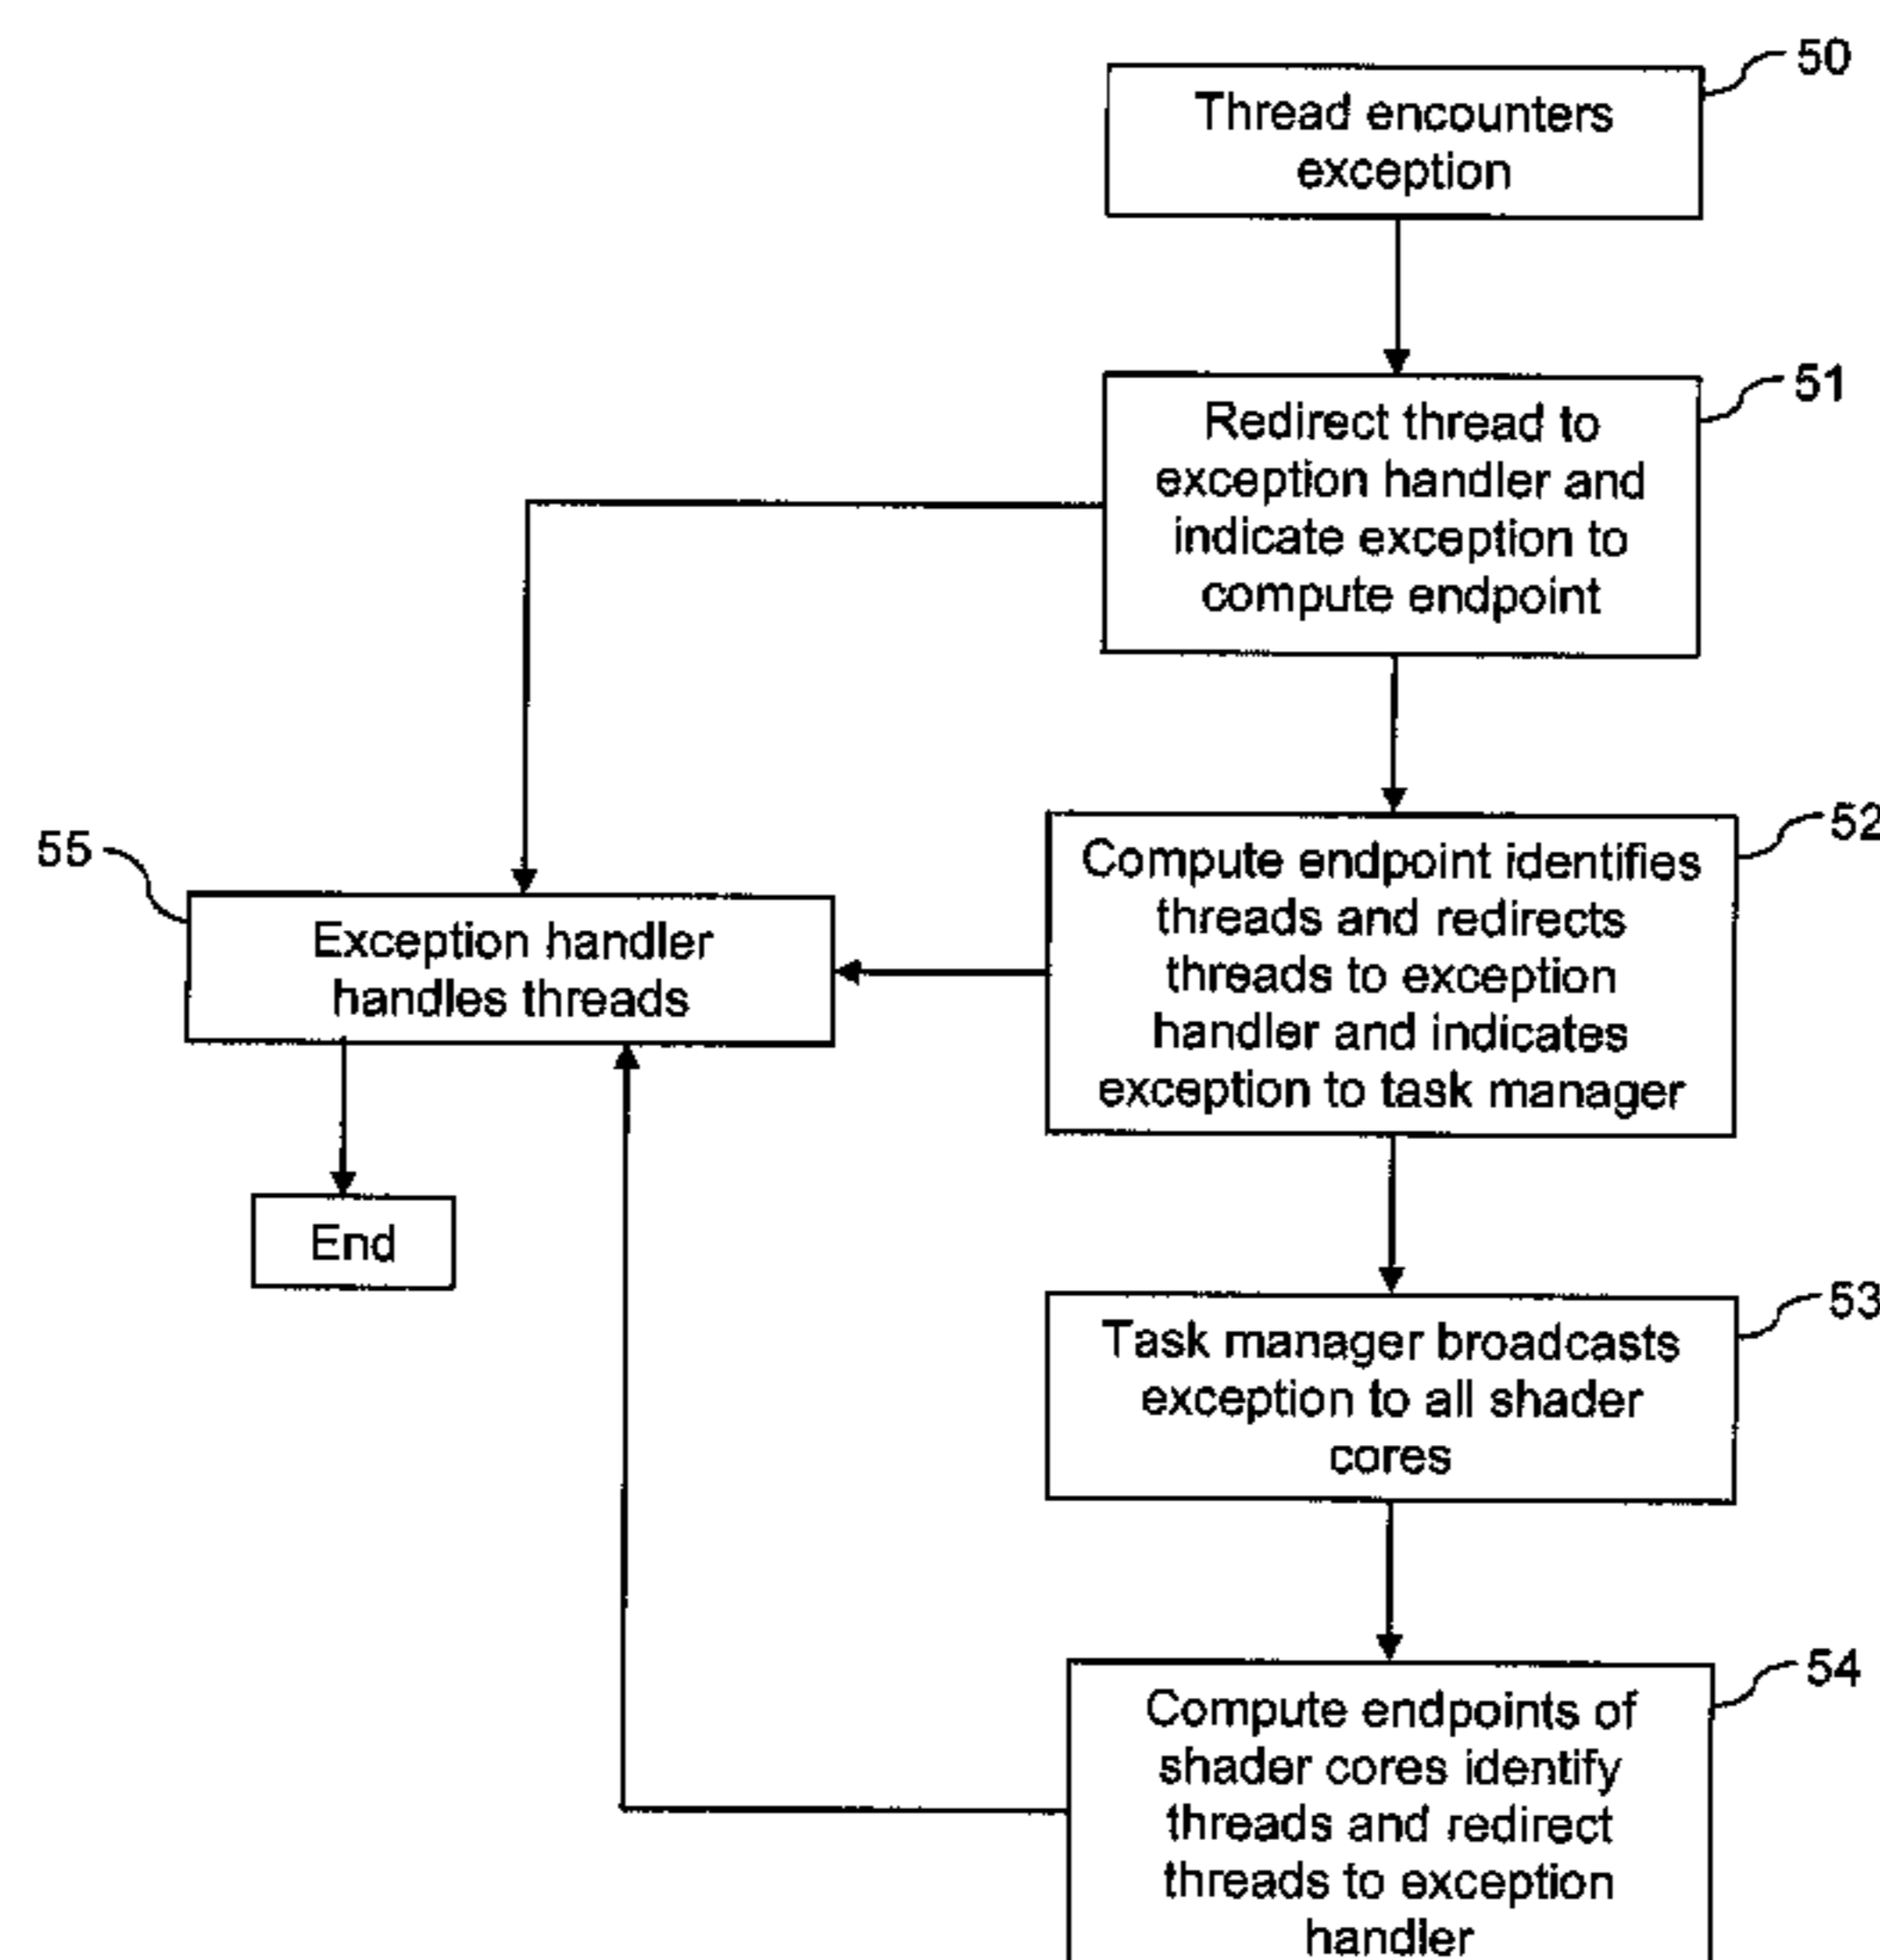 50
Thread encounters
exception
51
Redirect thread to
exception handler and
indicate exception to
compute endpoint
52
Compute endpoint identifies
threads and redirects
threads to exception
handler and indicates
exception to task manager
55
Exception handler
handles threads
End
53
Task manager broadcasts
exception to all shader
cores
54
Compute endpoints of
shader cores identify
threads and redirect
threads to exception
handler